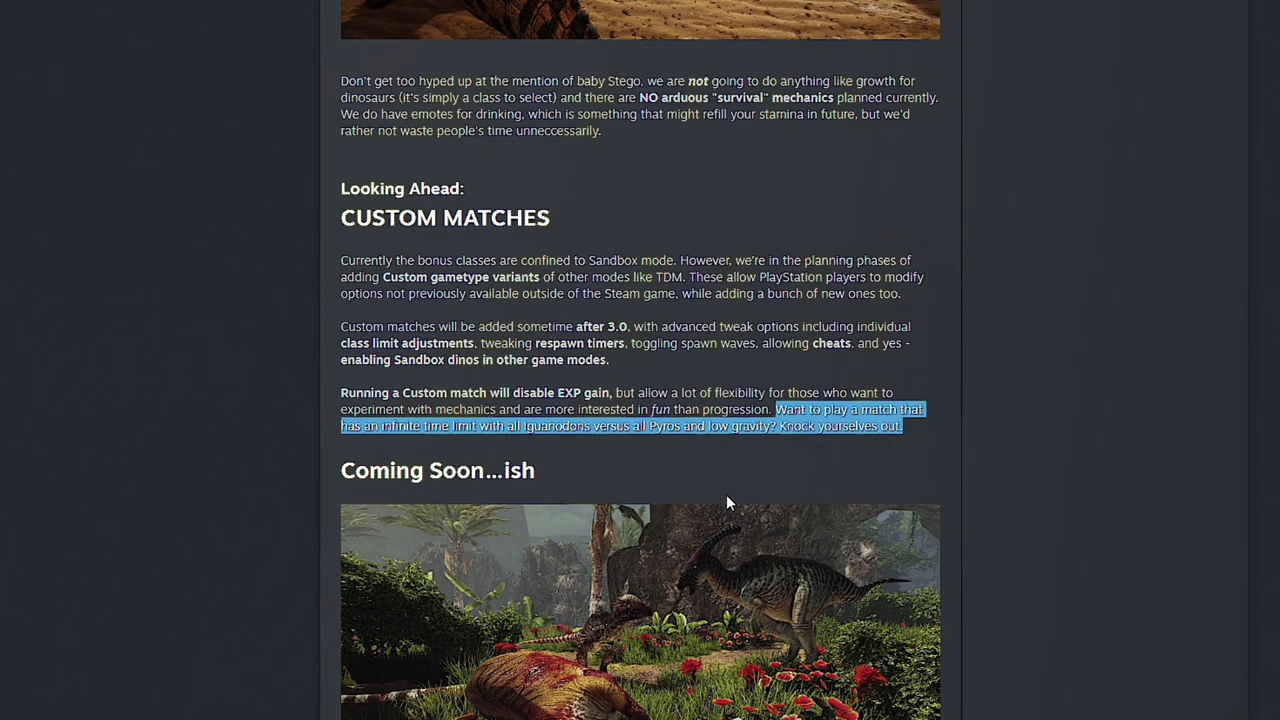 Don't get too hyped up at the mention of baby Stego, we are not going to do anything like growth for
dinosaurs (it's simply a class to select) and there are NO arduous "survival" mechanics planned currently.
We do have emotes for drinking, which is something that might refill your stamina in future, but we'd
rather not waste people's time unneccessarily.
Looking Ahead:
CUSTOM MATCHES
Currently the bonus classes are confined to Sandbox mode. However, we're in the planning phases of
adding Custom gametype variants of other modes like TDM. These allow PlayStation players to modify
options not previously available outside of the Steam game, while adding a bunch of new ones too.
Custom matches will be added sometime after 3.0, with advanced tweak options including individual
class limit adjustments, tweaking respawn timers, toggling spawn waves, allowing cheats, and yes -
enabling Sandbox dinos in other game modes.
Running a Custom match will disable EXP gain, but allow a lot of flexibility for those who want to
experiment with mechanics and are more interested in fun than progression. Want to play a match that
has an infinite time limit with all Iguanodons versus all Pyros and low gravity? Knock yourselves out.
Coming Soon...ish